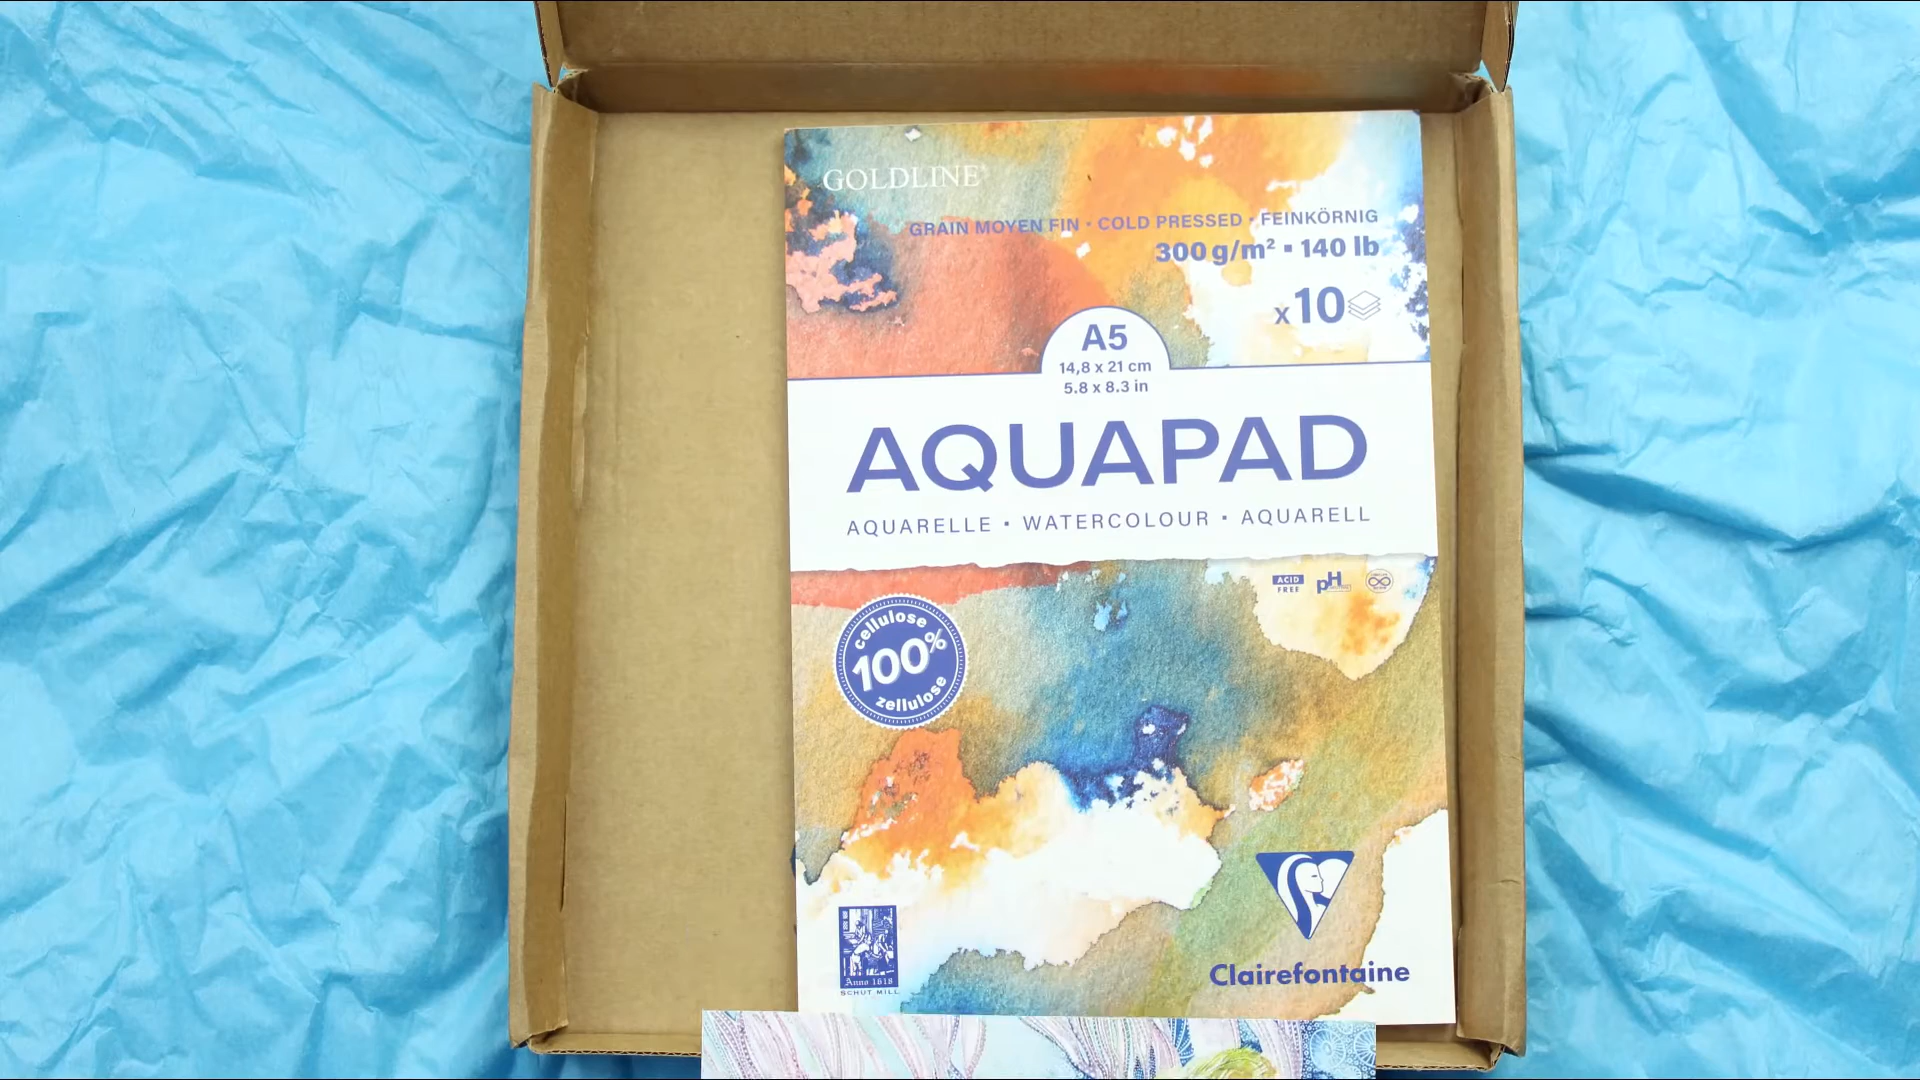 GOLDLINE
GRAIN MOYEN FIN · COLD PRESSED · FEINKÖRNIG
300 g/m² ▪ 140 lb
x10
A5
14,8 x 21 cm
5.8 x 8.3 in
AQUAPAD
AQUARELLE ▪ WATERCOLOUR ▪ AQUARELL
ACID
FREE
pH
cellulose
100%
zellulose
Anno 1618
SCHUT MILL
Clairefontaine